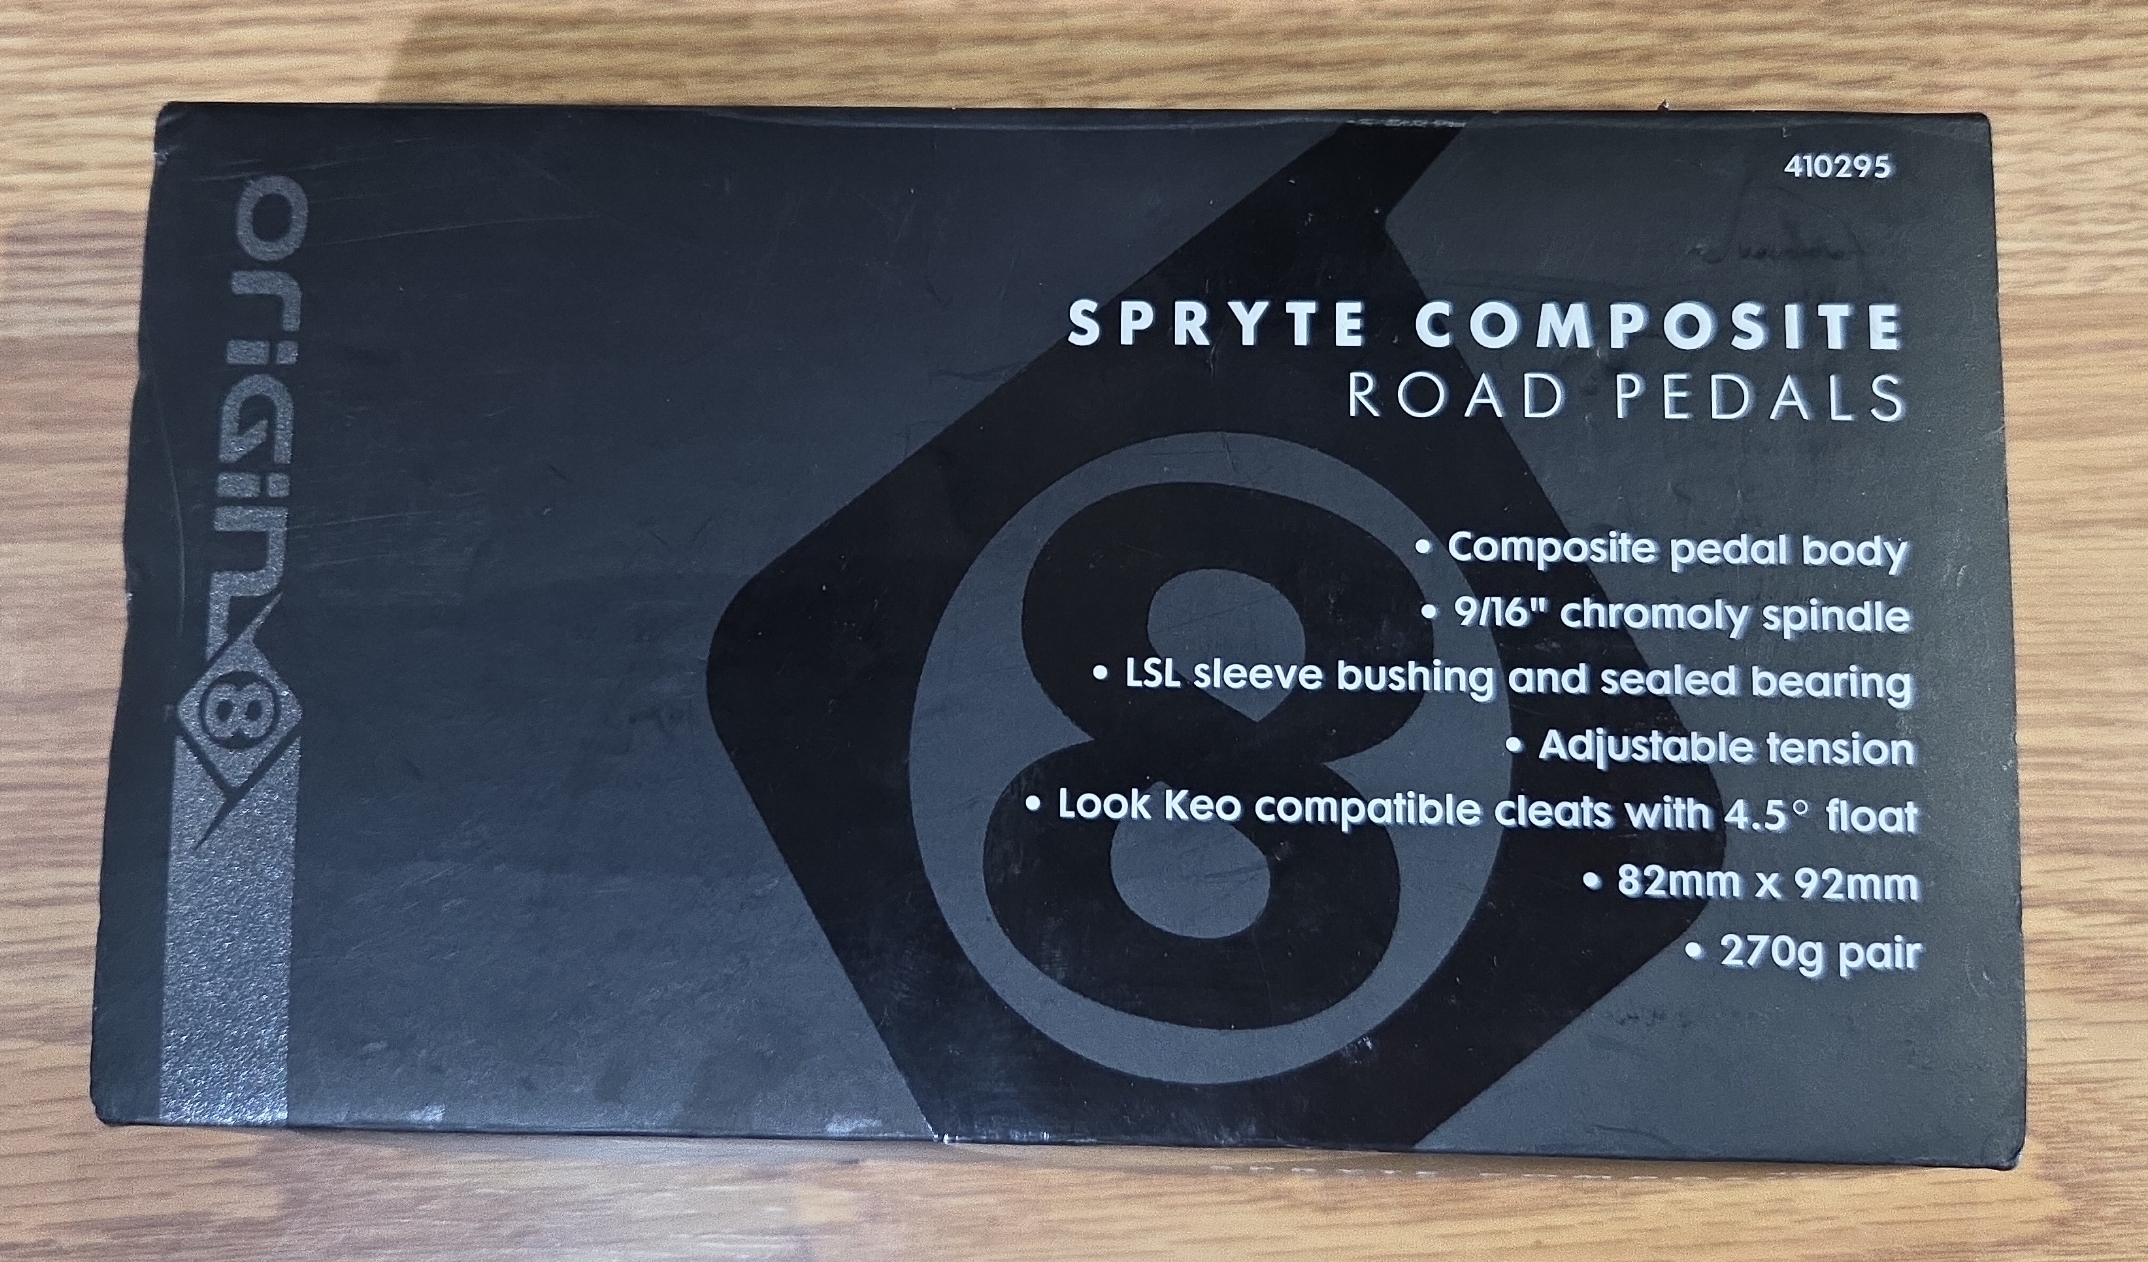 410295
ORIGIN8
SPRYTE COMPOSITE
ROAD PEDALS
• Composite pedal body
• 9/16" chromoly spindle
• LSL sleeve bushing and sealed bearing
• Adjustable tension
• Look Keo compatible cleats with 4.5° float
• 82mm x 92mm
• 270g pair
8